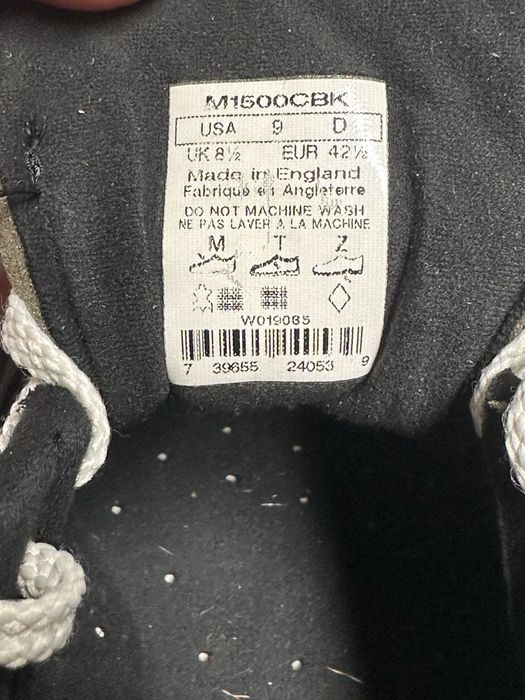 M1500CBK
USA 9 D
UK 8½ EUR 42½
Made in England
Fabriqué en Angleterre
DO NOT MACHINE WASH
NE PAS LAVER A LA MACHINE
M T Z
W019065
7 39655 24053 9